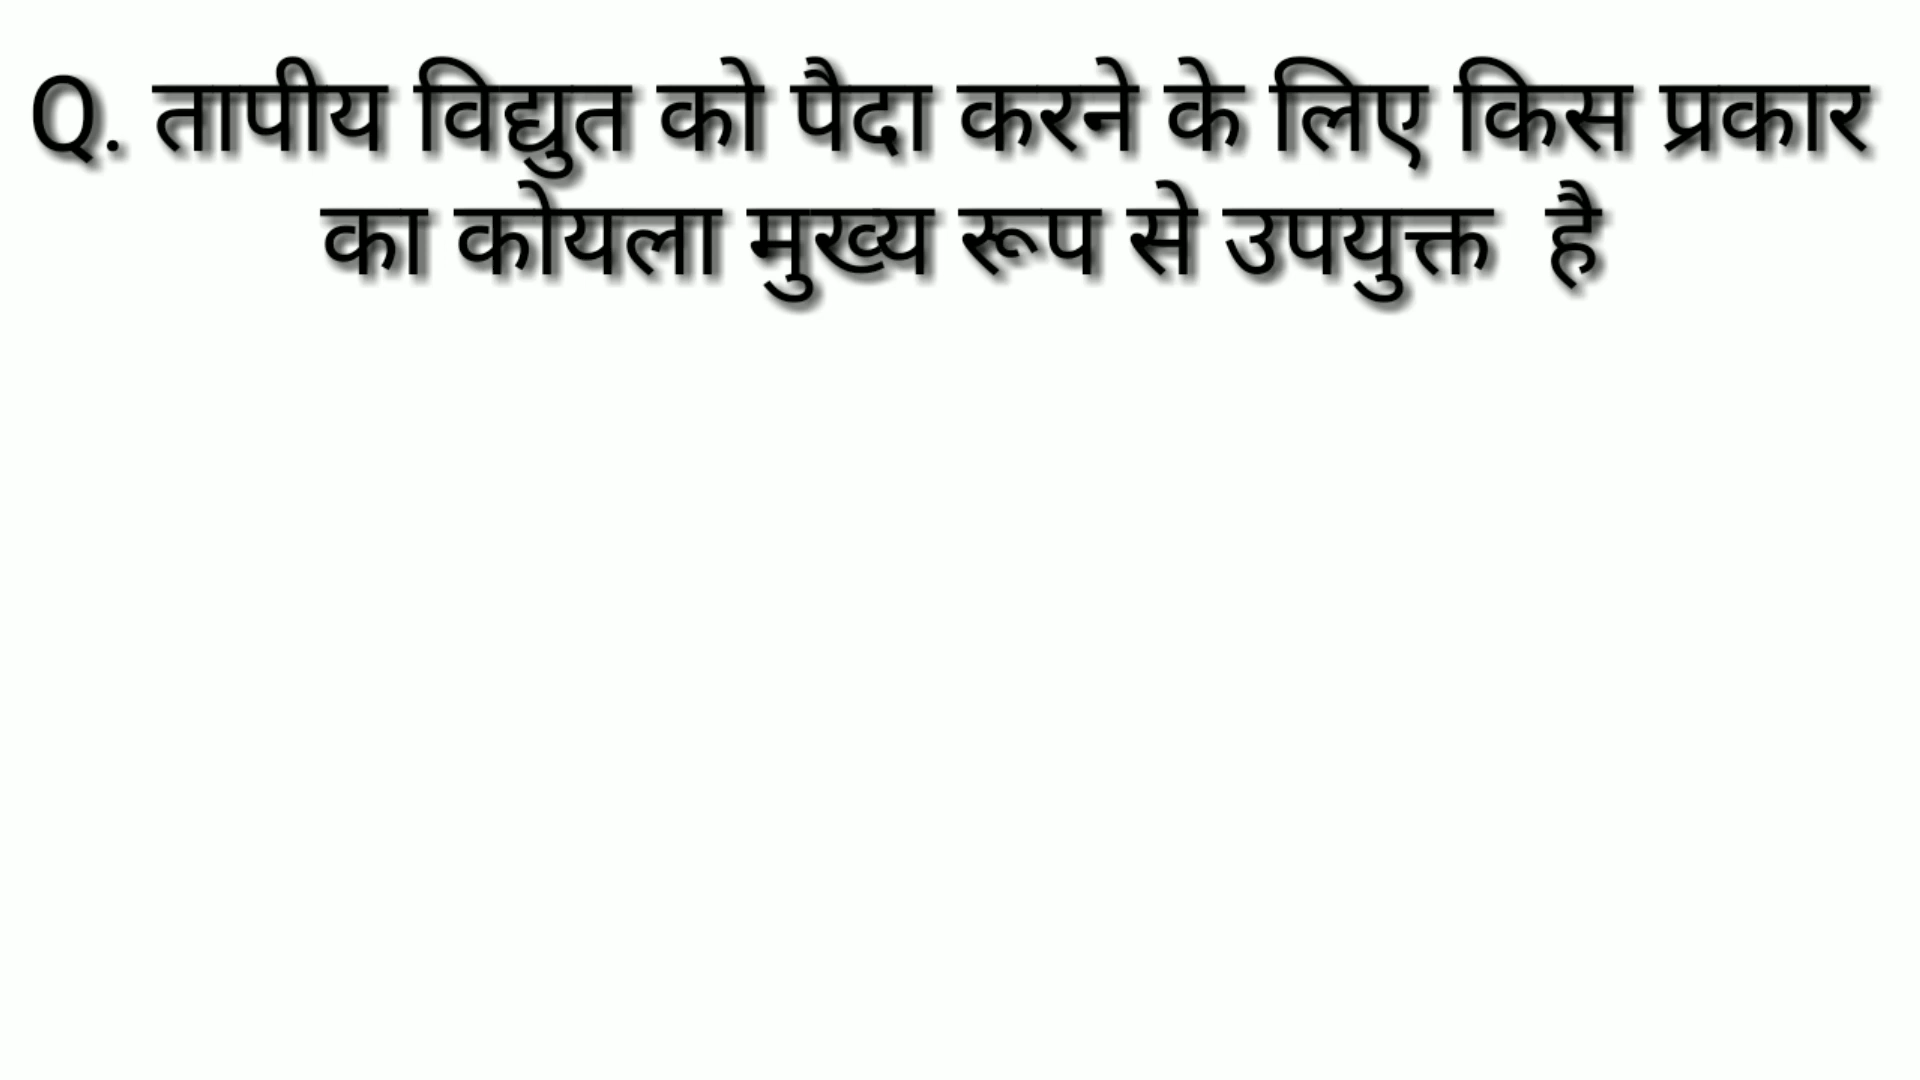 Q. तापीय विद्युत को पैदा करने के लिए किस प्रकार
का कोयला मुख्य रूप से उपयुक्त है